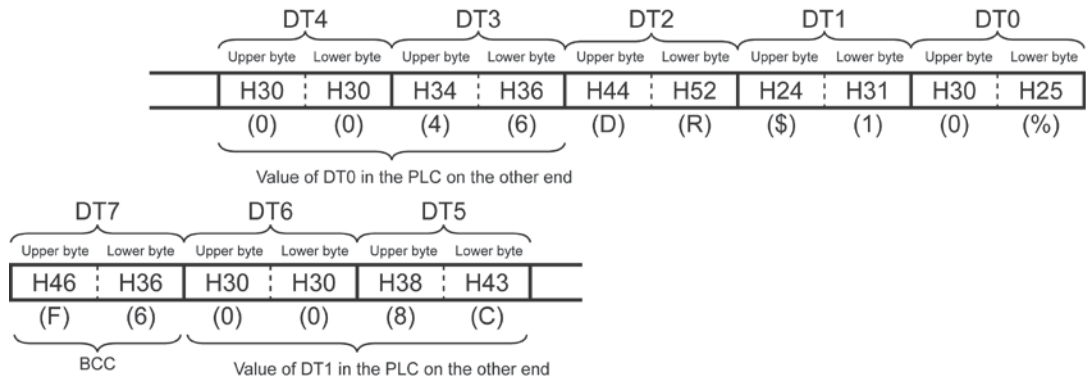 DT4 DT3 DT2 DT1 DT0
Upper byte Lower byte Upper byte Lower byte Upper byte Lower byte Upper byte Lower byte Upper byte Lower byte
H30 H30 H34 H36 H44 H52 H24 H31 H30 H25
(0) (0) (4) (6) (D) (R) ($) (1) (0) (%)
Value of DT0 in the PLC on the other end
DT7 DT6 DT5
Upper byte Lower byte Upper byte Lower byte Upper byte Lower byte
H46 H36 H30 H30 H38 H43
(F) (6) (0) (0) (8) (C)
BCC Value of DT1 in the PLC on the other end